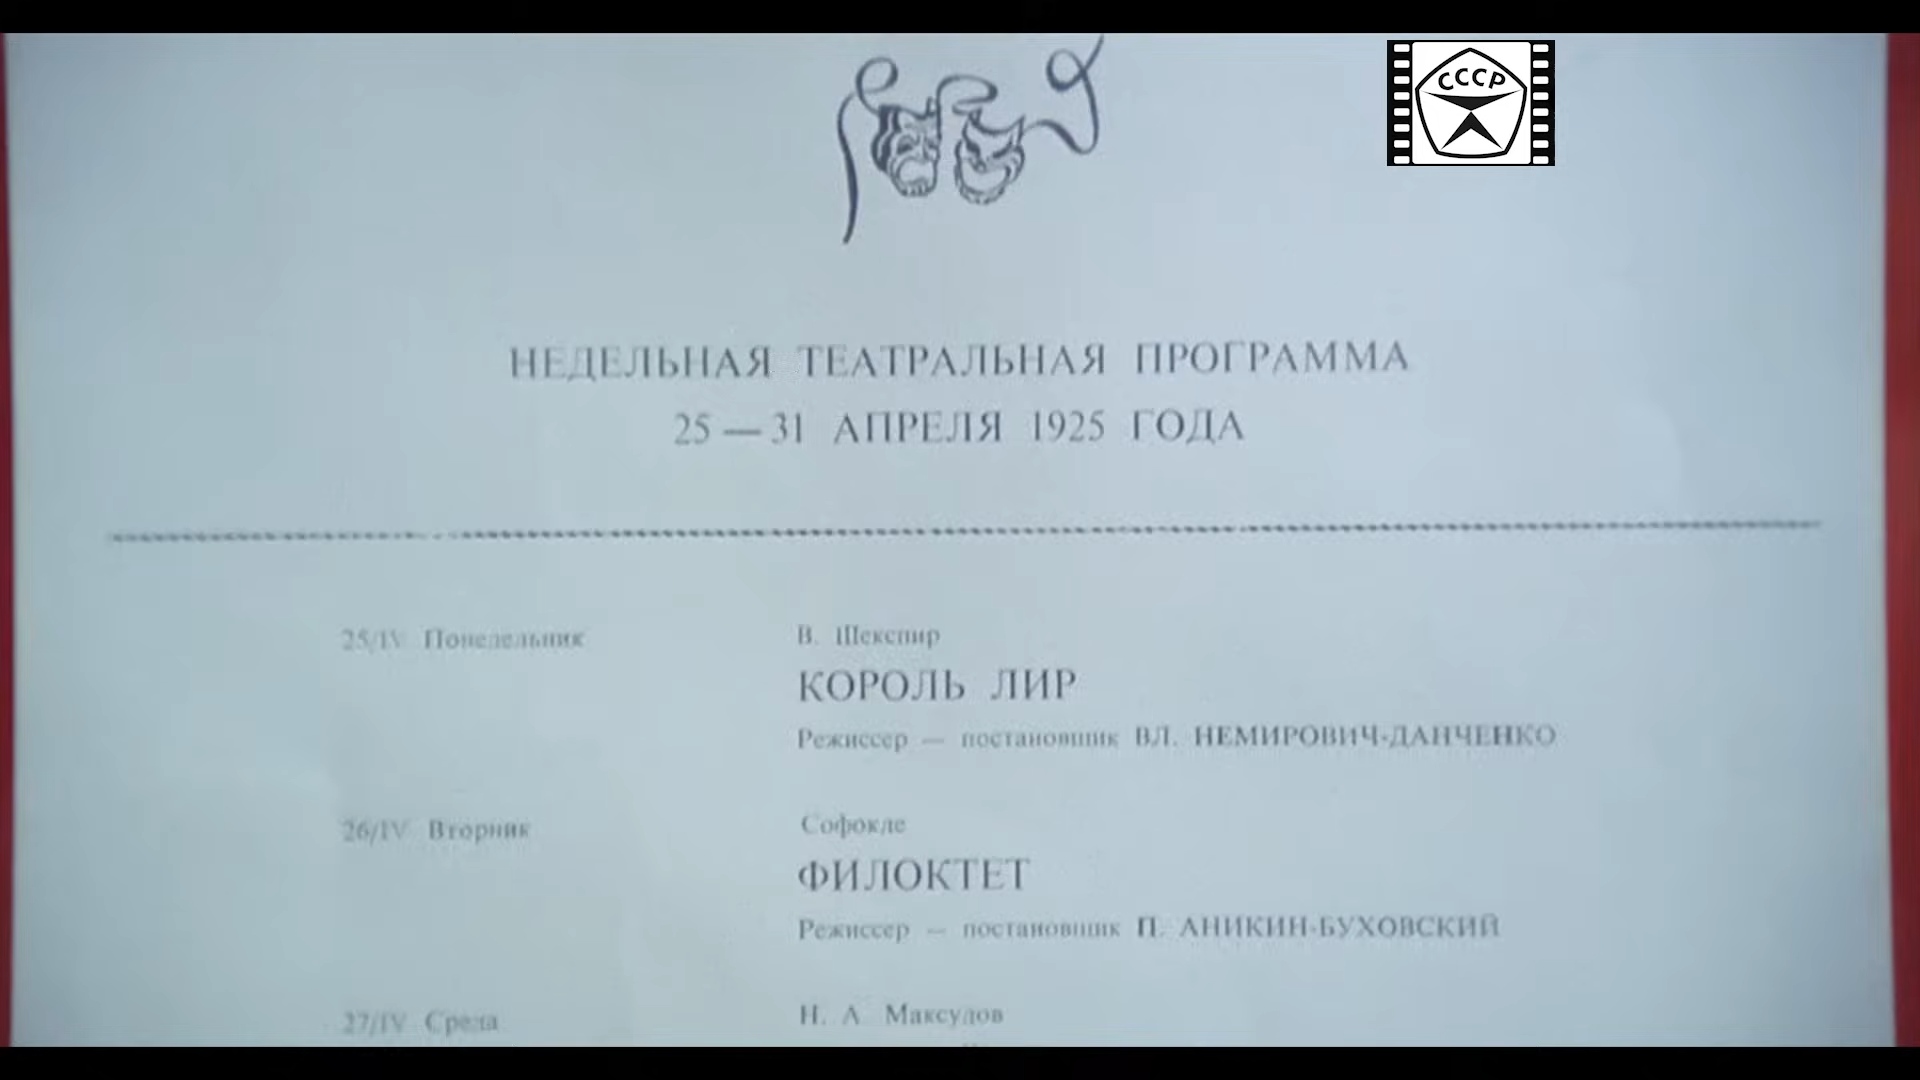 СССР
НЕДЕЛЬНАЯ ТЕАТРАЛЬНАЯ ПРОГРАММА
25 — 31 АПРЕЛЯ 1925 ГОДА
25/IV Понедельник
В. Шекспир
КОРОЛЬ ЛИР
Режиссер — постановщик ВЛ. НЕМИРОВИЧ-ДАНЧЕНКО
26/IV Вторник
Софокле
ФИЛОКТЕТ
Режиссер — постановщик П. АНИКИН-БУХОВСКИЙ
27/IV Среда
Н. А Максудов